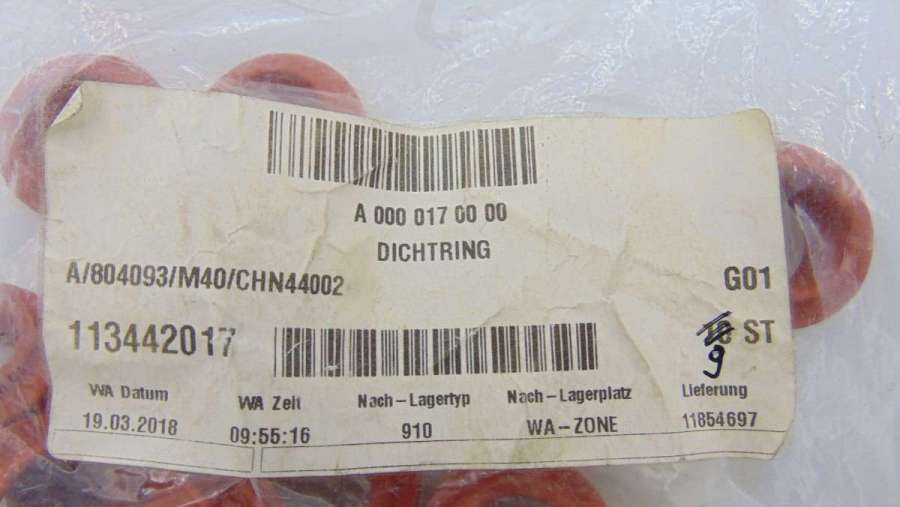 A 000 017 00 00
DICHTRING
A/804093/M40/CHN44002
G01
113442017
10 ST
9
WA Datum
WA Zeit
Nach-Lagertyp
Nach-Lagerplatz
Lieferung
19.03.2018
09:55:16
910
WA-ZONE
11854697